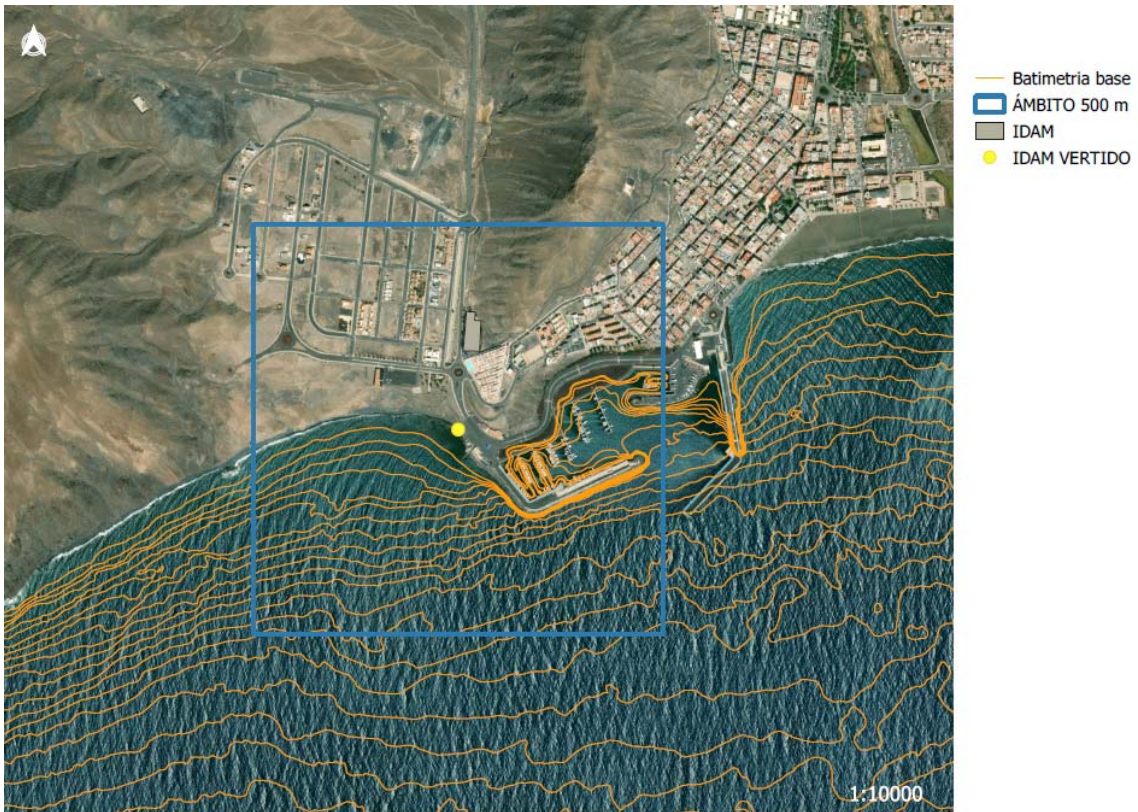 Batimetria base
ÁMBITO 500 m
IDAM
IDAM VERTIDO
1:10000